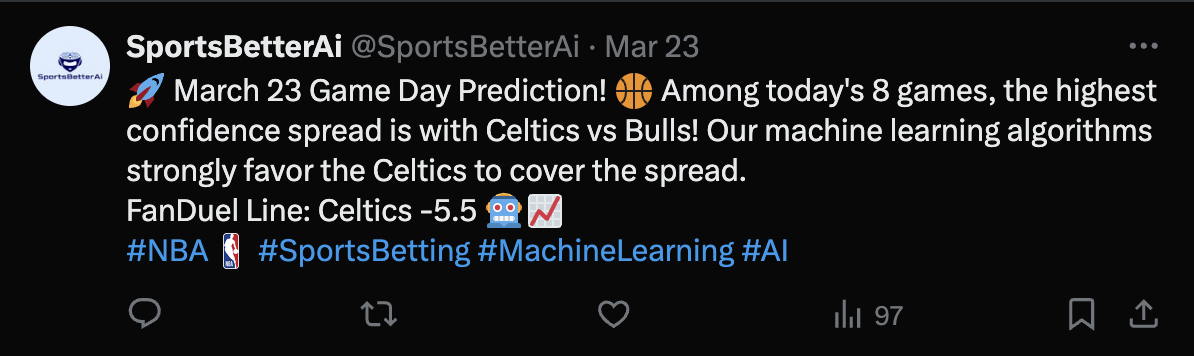 SportsBetterAi
SportsBetterAi @SportsBetterAi · Mar 23
🚀 March 23 Game Day Prediction! 🏀 Among today's 8 games, the highest
confidence spread is with Celtics vs Bulls! Our machine learning algorithms
strongly favor the Celtics to cover the spread.
FanDuel Line: Celtics -5.5 🤖📈
#NBA #SportsBetting #MachineLearning #AI
97